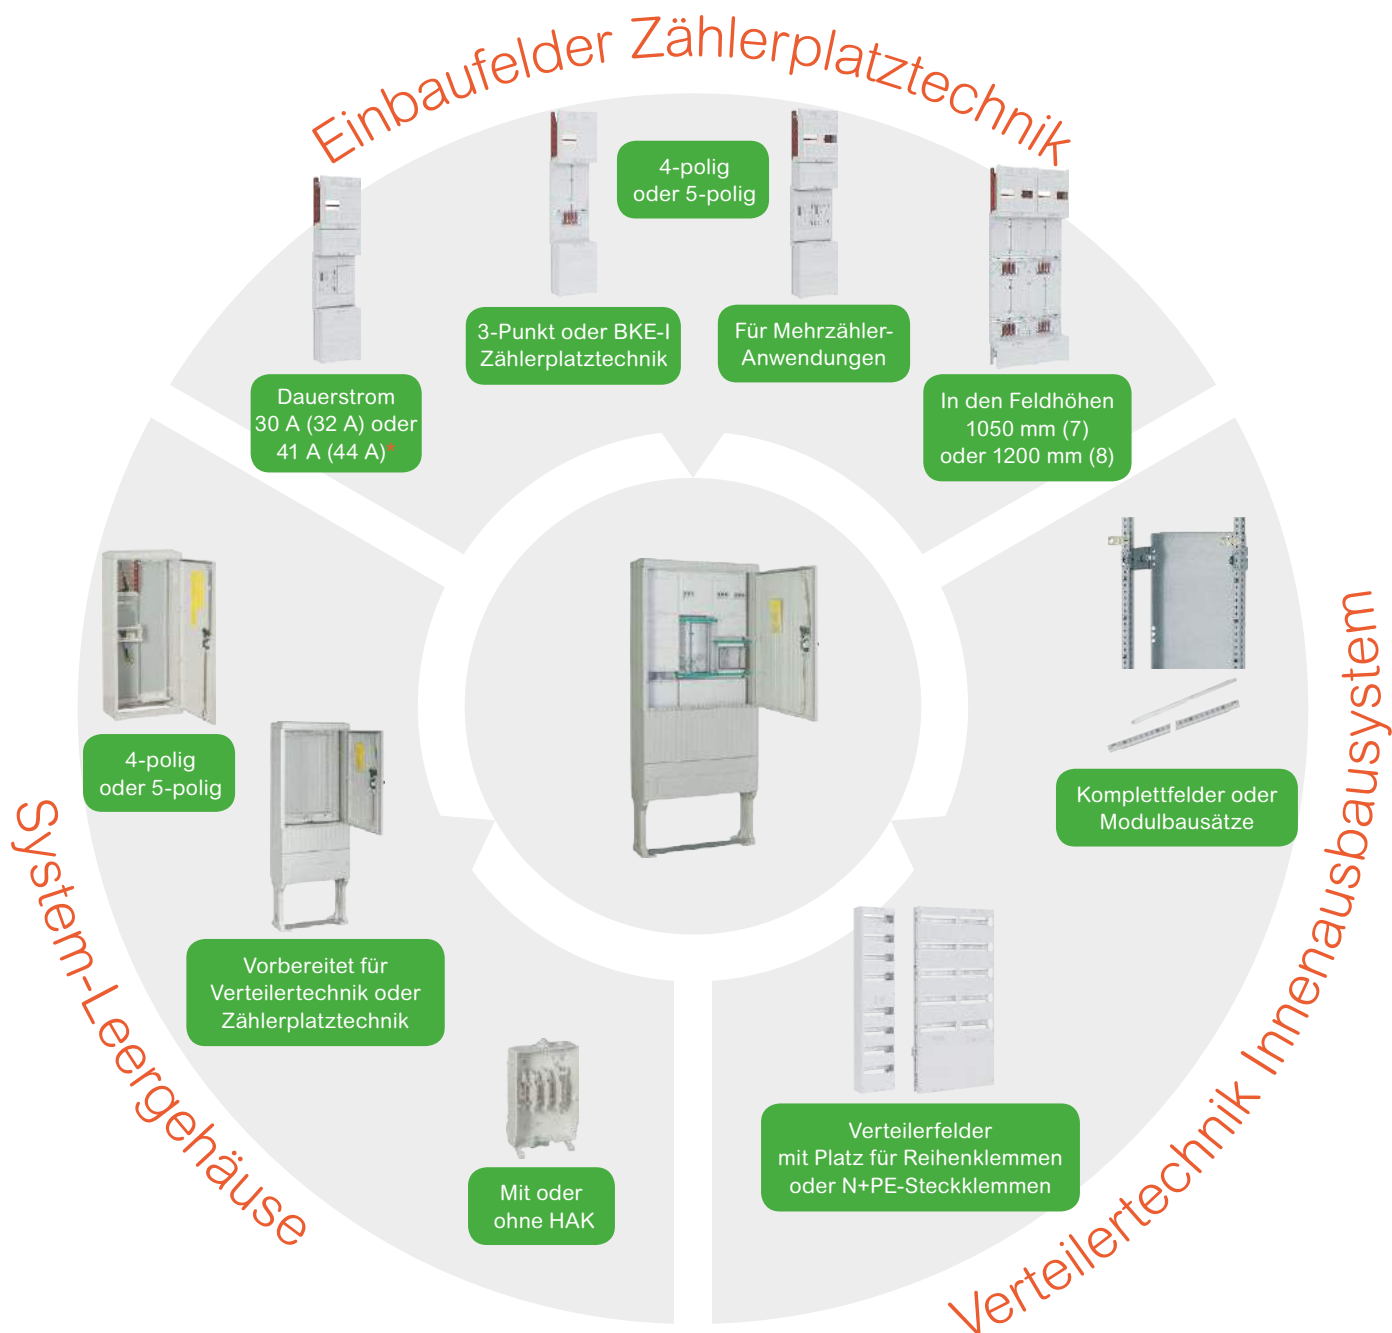 Einbaufelder Zählerplatztechnik
4-polig
oder 5-polig
3-Punkt oder BKE-I
Zählerplatztechnik
Für Mehrzähler-
Anwendungen
Dauerstrom
30 A (32 A) oder
41 A (44 A)*
In den Feldhöhen
1050 mm (7)
oder 1200 mm (8)
System-Leergehäuse
4-polig
oder 5-polig
Vorbereitet für
Verteilertechnik oder
Zählerplatztechnik
Mit oder
ohne HAK
Verteilertechnik Innenausbausystem
Komplettfelder oder
Modulbausätze
Verteilerfelder
mit Platz für Reihenklemmen
oder N+PE-Steckklemmen